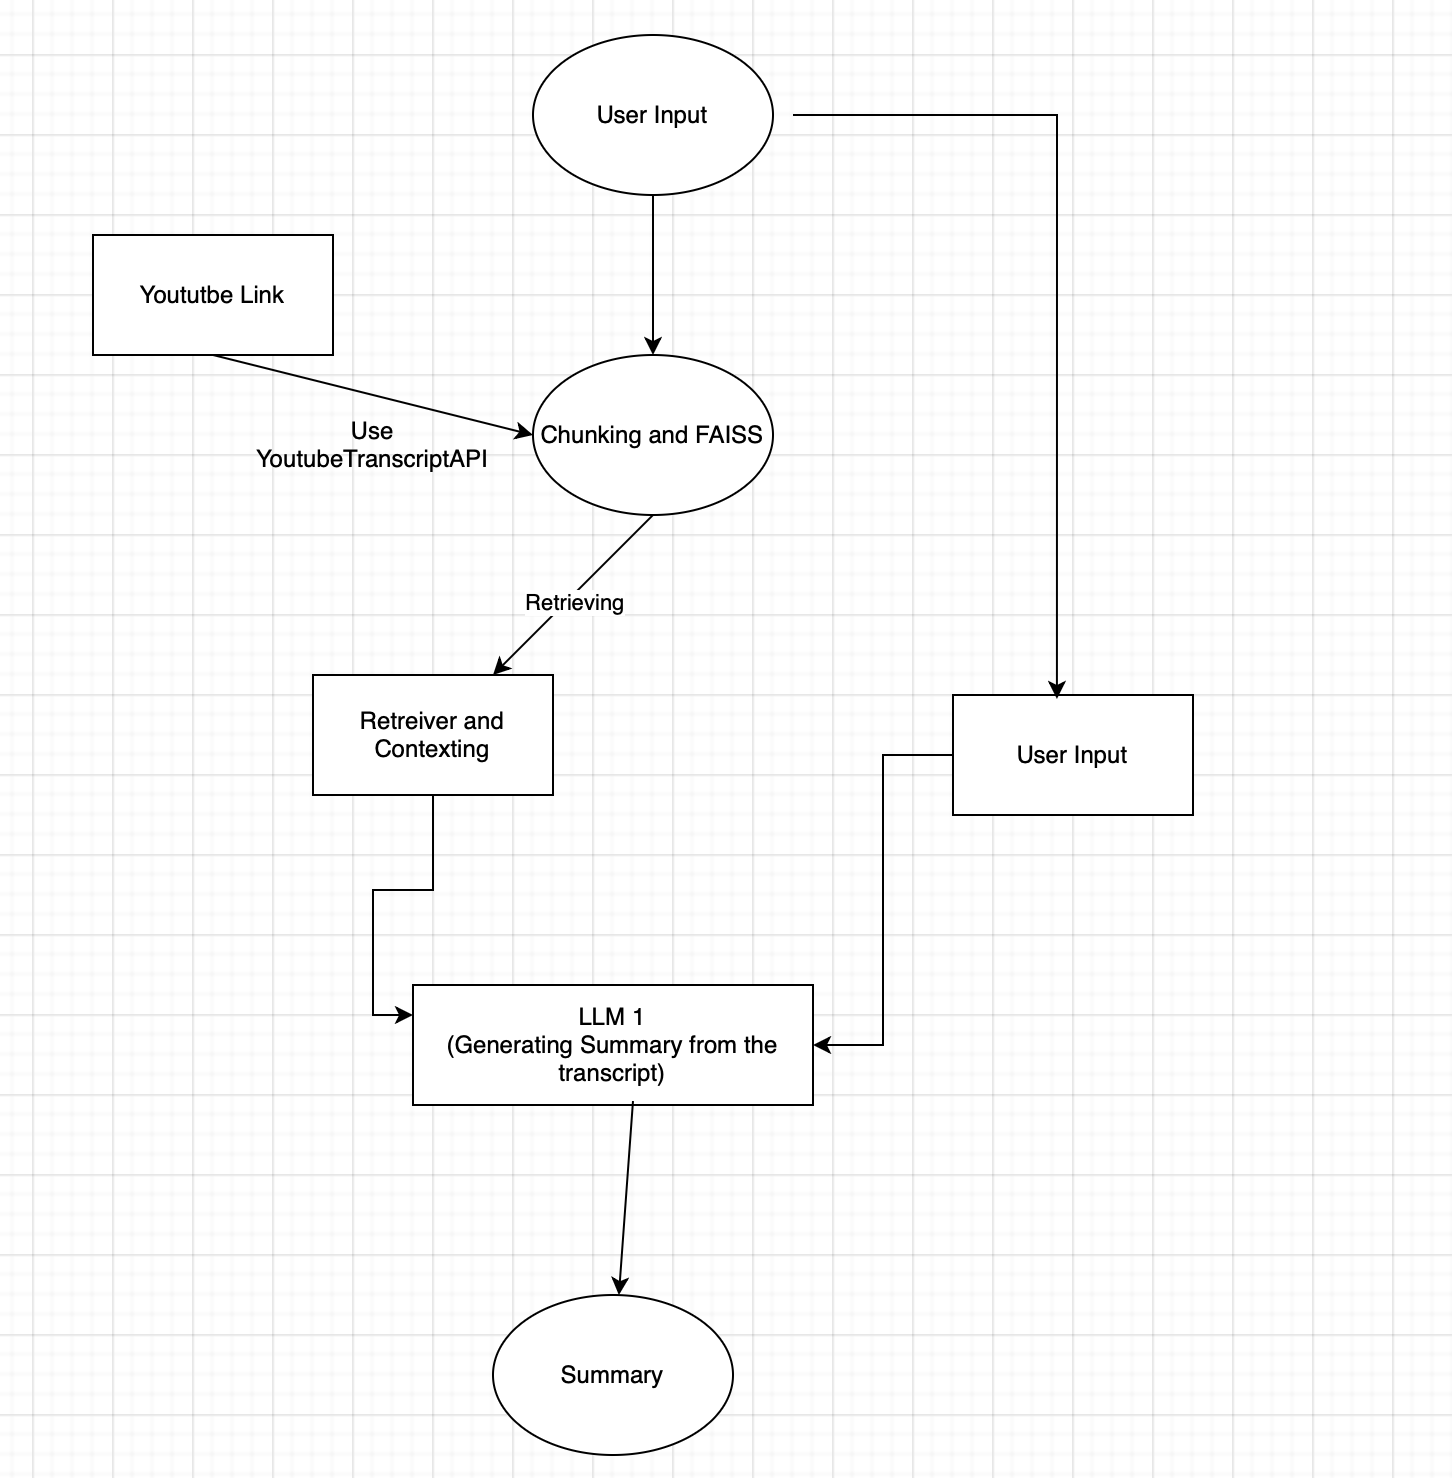 User Input
Yoututbe Link
Use
YoutubeTranscriptAPI
Chunking and FAISS
Retrieving
Retreiver and
Contexting
User Input
LLM 1
(Generating Summary from the
transcript)
Summary